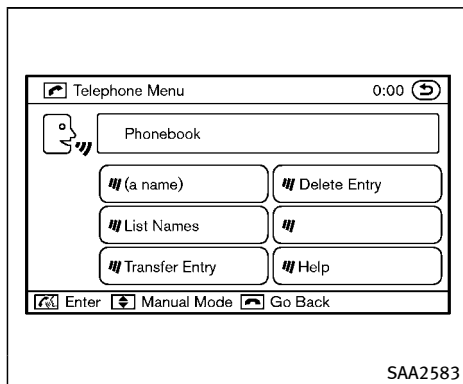 Telephone Menu 0:00
Phonebook
(a name) Delete Entry
List Names
Transfer Entry Help
Enter Manual Mode Go Back
SAA2583